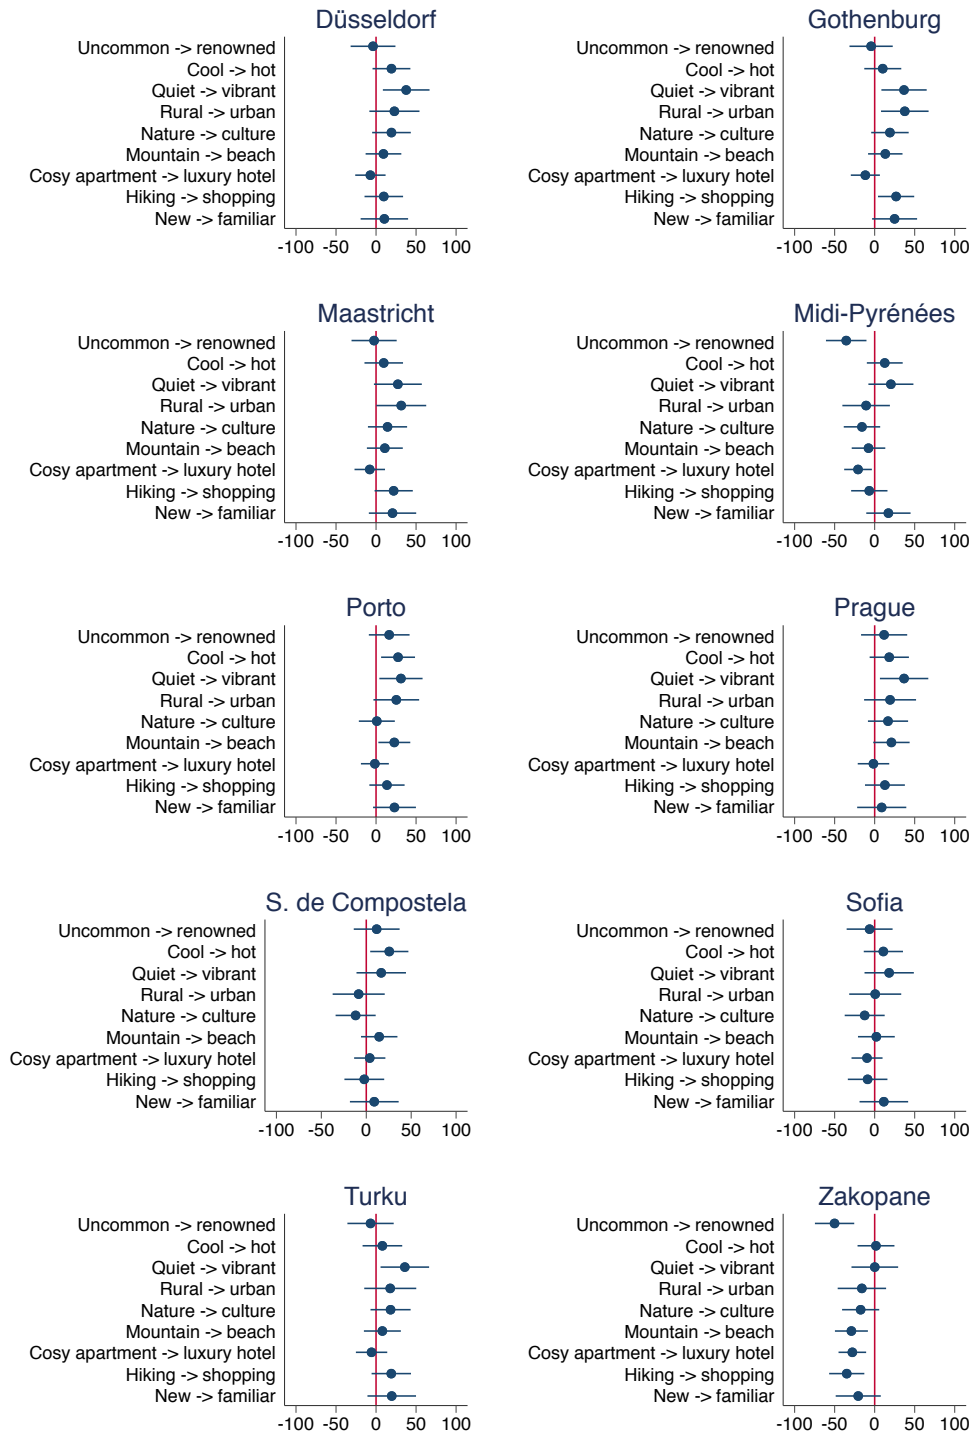 Düsseldorf
Uncommon -> renowned
Cool -> hot
Quiet -> vibrant
Rural -> urban
Nature -> culture
Mountain -> beach
Cosy apartment -> luxury hotel
Hiking -> shopping
New -> familiar
-100 -50 0 50 100
Gothenburg
Uncommon -> renowned
Cool -> hot
Quiet -> vibrant
Rural -> urban
Nature -> culture
Mountain -> beach
Cosy apartment -> luxury hotel
Hiking -> shopping
New -> familiar
-100 -50 0 50 100
Maastricht
Uncommon -> renowned
Cool -> hot
Quiet -> vibrant
Rural -> urban
Nature -> culture
Mountain -> beach
Cosy apartment -> luxury hotel
Hiking -> shopping
New -> familiar
-100 -50 0 50 100
Midi-Pyrénées
Uncommon -> renowned
Cool -> hot
Quiet -> vibrant
Rural -> urban
Nature -> culture
Mountain -> beach
Cosy apartment -> luxury hotel
Hiking -> shopping
New -> familiar
-100 -50 0 50 100
Porto
Uncommon -> renowned
Cool -> hot
Quiet -> vibrant
Rural -> urban
Nature -> culture
Mountain -> beach
Cosy apartment -> luxury hotel
Hiking -> shopping
New -> familiar
-100 -50 0 50 100
Prague
Uncommon -> renowned
Cool -> hot
Quiet -> vibrant
Rural -> urban
Nature -> culture
Mountain -> beach
Cosy apartment -> luxury hotel
Hiking -> shopping
New -> familiar
-100 -50 0 50 100
S. de Compostela
Uncommon -> renowned
Cool -> hot
Quiet -> vibrant
Rural -> urban
Nature -> culture
Mountain -> beach
Cosy apartment -> luxury hotel
Hiking -> shopping
New -> familiar
-100 -50 0 50 100
Sofia
Uncommon -> renowned
Cool -> hot
Quiet -> vibrant
Rural -> urban
Nature -> culture
Mountain -> beach
Cosy apartment -> luxury hotel
Hiking -> shopping
New -> familiar
-100 -50 0 50 100
Turku
Uncommon -> renowned
Cool -> hot
Quiet -> vibrant
Rural -> urban
Nature -> culture
Mountain -> beach
Cosy apartment -> luxury hotel
Hiking -> shopping
New -> familiar
-100 -50 0 50 100
Zakopane
Uncommon -> renowned
Cool -> hot
Quiet -> vibrant
Rural -> urban
Nature -> culture
Mountain -> beach
Cosy apartment -> luxury hotel
Hiking -> shopping
New -> familiar
-100 -50 0 50 100